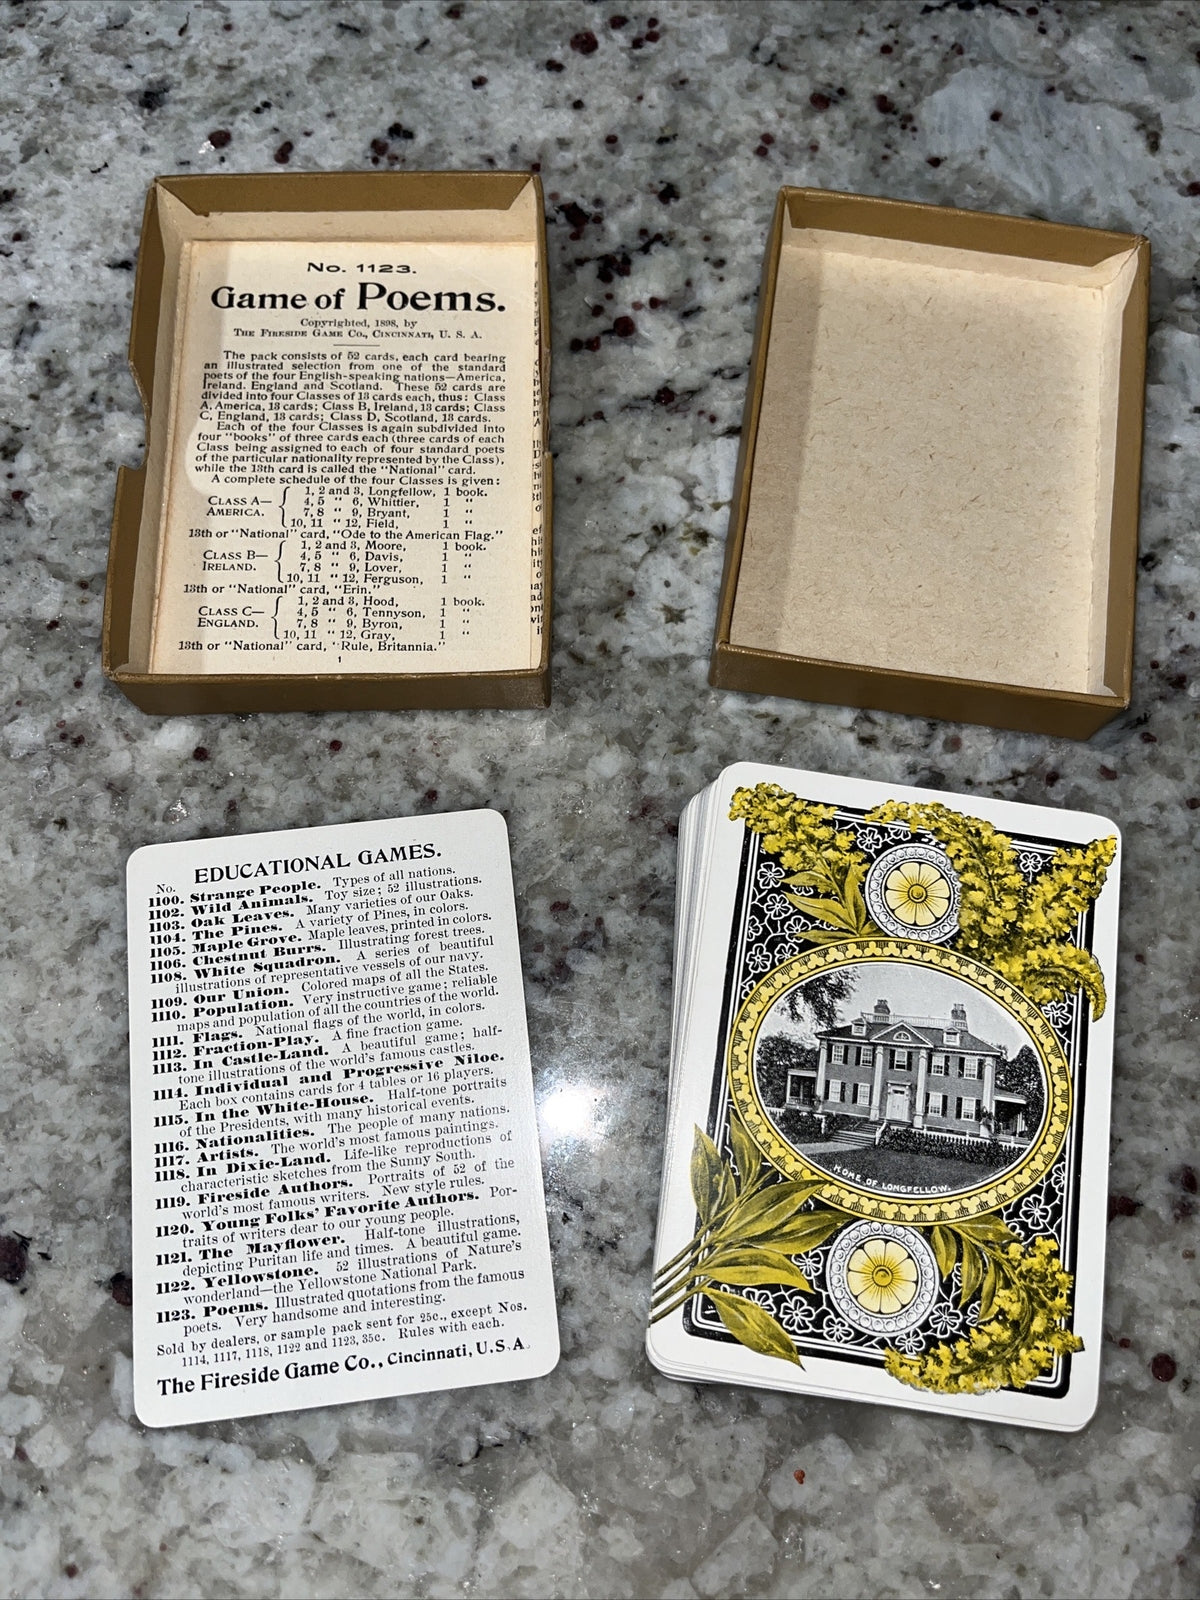 No. 1123.
Game of Poems.
Copyrighted, 1898, by
THE FIRESIDE GAME CO., CINCINNATI, U. S. A.
The pack consists of 52 cards, each card bearing
an illustrated selection from one of the standard
poets of the four English-speaking nations—America,
Ireland, England and Scotland. These 52 cards are
divided into four Classes of 13 cards each, thus: Class
A, America, 13 cards; Class B, Ireland, 13 cards; Class
C, England, 13 cards; Class D, Scotland, 13 cards.
Each of the four Classes is again subdivided into
four "books" of three cards each (three cards of each
Class being assigned to each of four standard poets
of the particular nationality represented by the Class),
while the 13th card is called the "National" card.
A complete schedule of the four Classes is given:
1, 2 and 3, Longfellow, 1 book.
CLASS A— 4, 5 " 6, Whittier, 1 "
AMERICA. 7, 8 " 9, Bryant, 1 "
10, 11 " 12, Field, 1 "
13th or "National" card, "Ode to the American Flag."
1, 2 and 3, Moore, 1 book.
CLASS B— 4, 5 " 6, Davis, 1 "
IRELAND. 7, 8 " 9, Lover, 1 "
10, 11 " 12, Ferguson, 1 "
13th or "National" card, "Erin."
1, 2 and 3, Hood, 1 book.
CLASS C— 4, 5 " 6, Tennyson, 1 "
ENGLAND. 7, 8 " 9, Byron, 1 "
10, 11 " 12, Gray, 1 "
13th or "National" card, "Rule, Britannia."
1
EDUCATIONAL GAMES.
No.
1100. Strange People. Types of all nations.
1102. Wild Animals. Toy size; 52 illustrations.
1103. Oak Leaves. Many varieties of our Oaks.
1104. The Pines. A variety of Pines, in colors.
1105. Maple Grove. Maple leaves, printed in colors.
1106. Chestnut Burrs. Illustrating forest trees.
1108. White Squadron. A series of beautiful
illustrations of representative vessels of our navy.
1109. Our Union. Colored maps of all the States.
1110. Population. Very instructive game; reliable
maps and population of all the countries of the world.
1111. Flags. National flags of the world, in colors.
1112. Fraction-Play. A fine fraction game.
1113. In Castle-Land. A beautiful game; half-
tone illustrations of the world's famous castles.
1114. Individual and Progressive Niloe.
Each box contains cards for 4 tables or 16 players.
1115. In the White-House. Half-tone portraits
of the Presidents, with many historical events.
1116. Nationalities. The people of many nations.
1117. Artists. The world's most famous paintings.
1118. In Dixie-Land. Life-like reproductions of
characteristic sketches from the Sunny South.
1119. Fireside Authors. Portraits of 52 of the
world's most famous writers. New style rules.
1120. Young Folks' Favorite Authors. Por-
traits of writers dear to our young people.
1121. The Mayflower. Half-tone illustrations,
depicting Puritan life and times. A beautiful game.
1122. Yellowstone. 52 illustrations of Nature's
wonderland—the Yellowstone National Park.
1123. Poems. Illustrated quotations from the famous
poets. Very handsome and interesting.
Sold by dealers, or sample pack sent for 25c., except Nos.
1114, 1117, 1118, 1122 and 1123, 35c. Rules with each.
The Fireside Game Co., Cincinnati, U.S.A.
HOME OF LONGFELLOW.